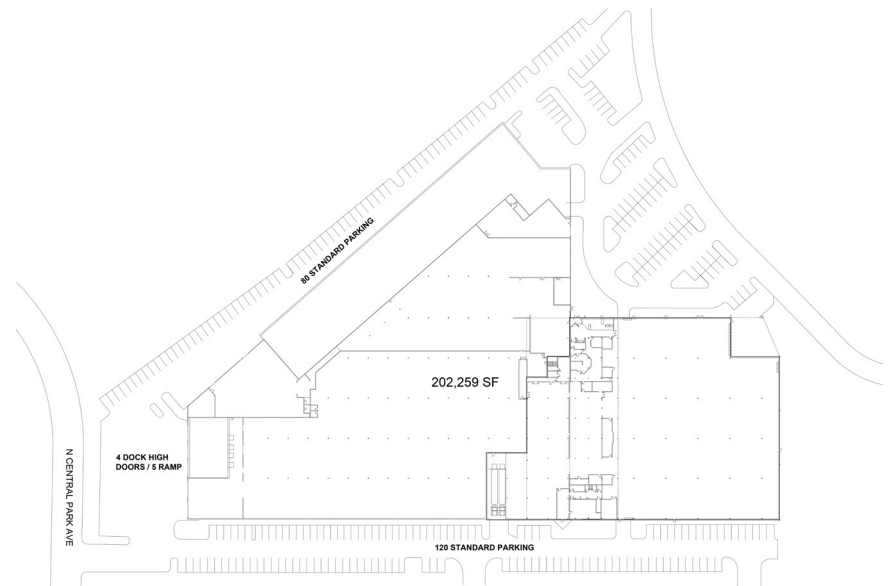 80 STANDARD PARKING
202,259 SF
4 DOCK HIGH
DOORS / 5 RAMP
N CENTRAL PARK AVE
120 STANDARD PARKING